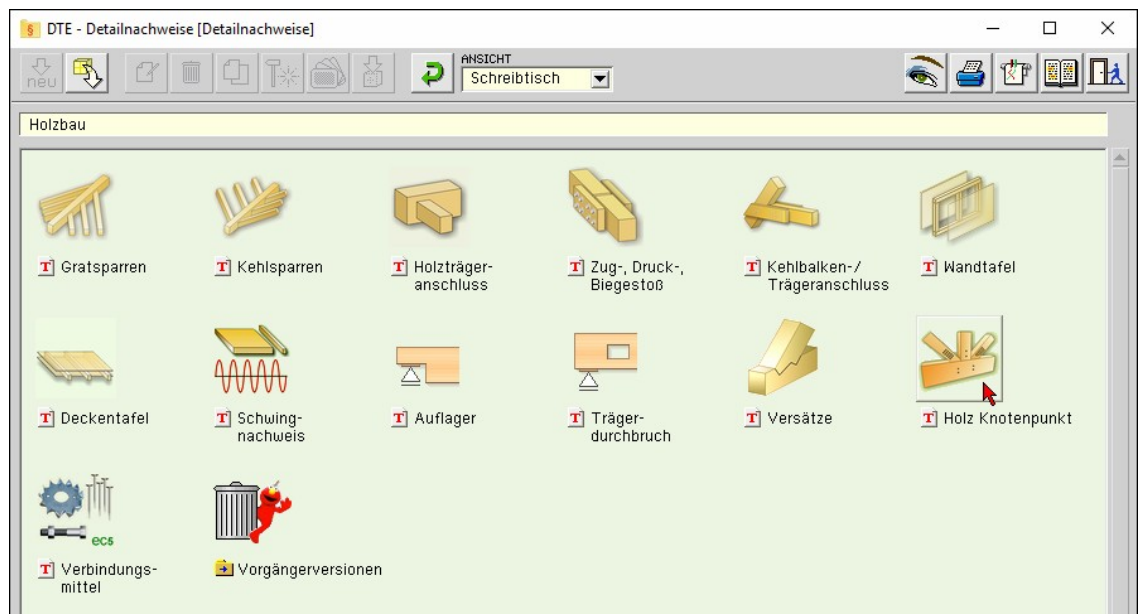 DTE - Detailnachweise [Detailnachweise]
neu
ANSICHT
Schreibtisch
Holzbau
T Gratsparren
T Kehlsparren
T Holzträger-
anschluss
T Zug-, Druck-,
Biegestoß
T Kehlbalken-/
Trägeranschluss
T Wandtafel
T Deckentafel
T Schwing-
nachweis
T Auflager
T Träger-
durchbruch
T Versätze
T Holz Knotenpunkt
ecs
T Verbindungs-
mittel
Vorgängerversionen